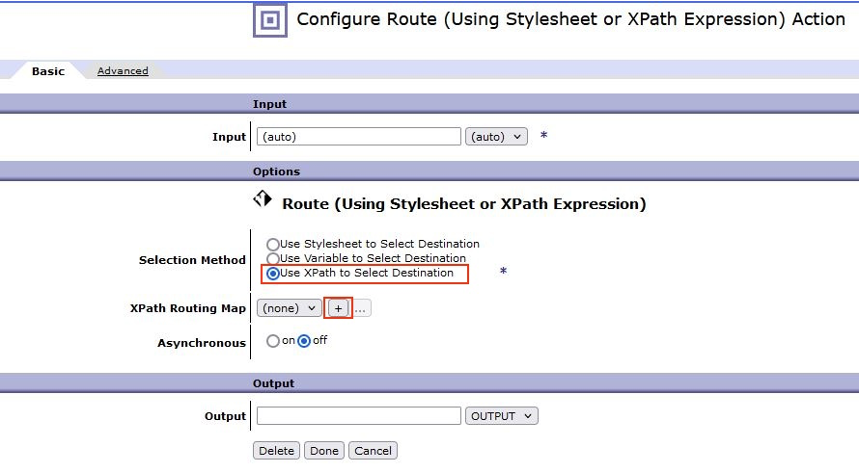 Configure Route (Using Stylesheet or XPath Expression) Action
Basic Advanced
Input
Input (auto) (auto) *
Options
Route (Using Stylesheet or XPath Expression)
Use Stylesheet to Select Destination
Selection Method Use Variable to Select Destination
Use XPath to Select Destination *
XPath Routing Map (none) + ...
Asynchronous on off
Output
Output OUTPUT
Delete Done Cancel